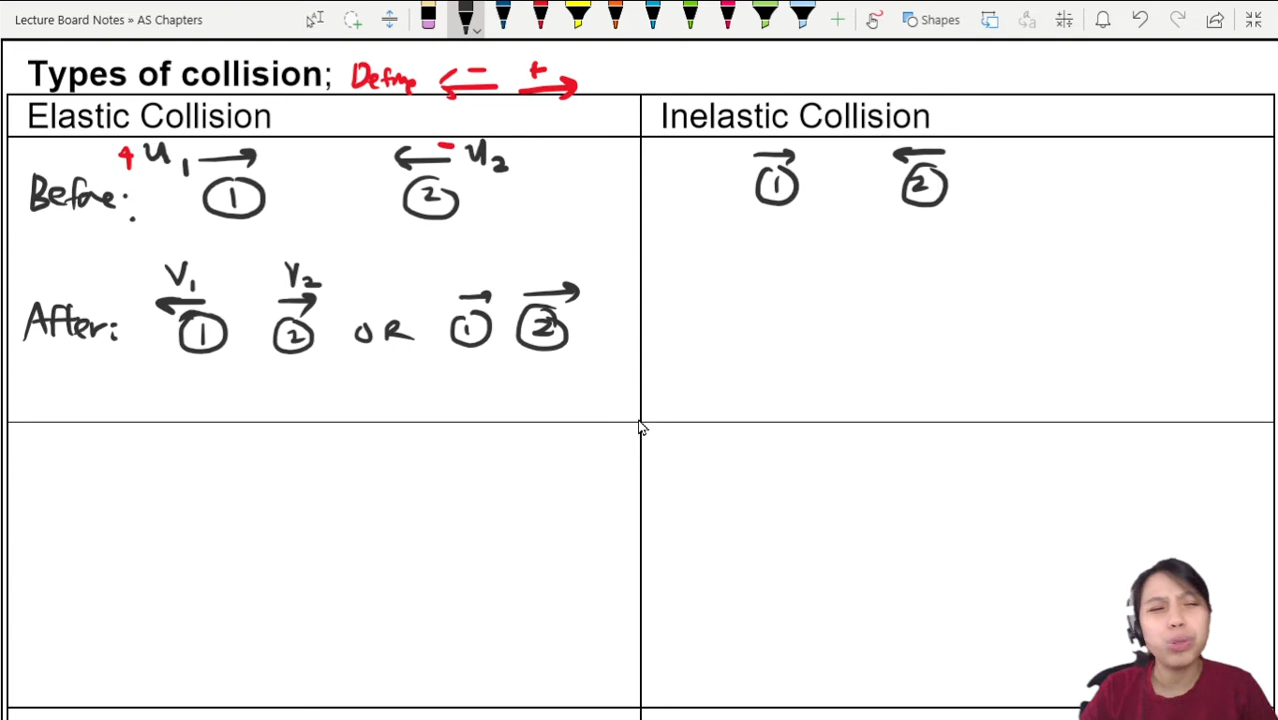 Lecture Board Notes » AS Chapters
Shapes
Types of collision; Define ← - + →
Elastic Collision
Inelastic Collision
+ u₁ → ← - u₂
Before: ① ②
→ ←
① ②
V₁ V₂
← → → →
After: ① ② OR ① ②